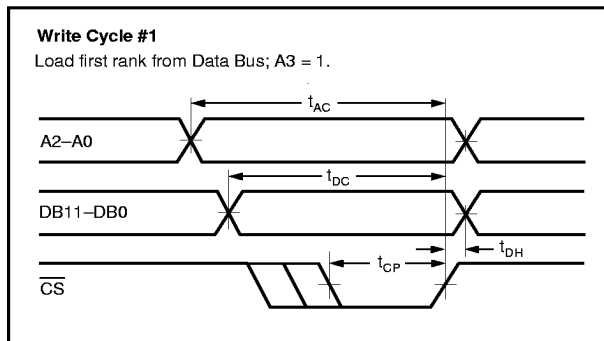 Write Cycle #1
Load first rank from Data Bus; A3 = 1.
tAC
A2–A0
tDC
DB11–DB0
tDH
tCP
CS